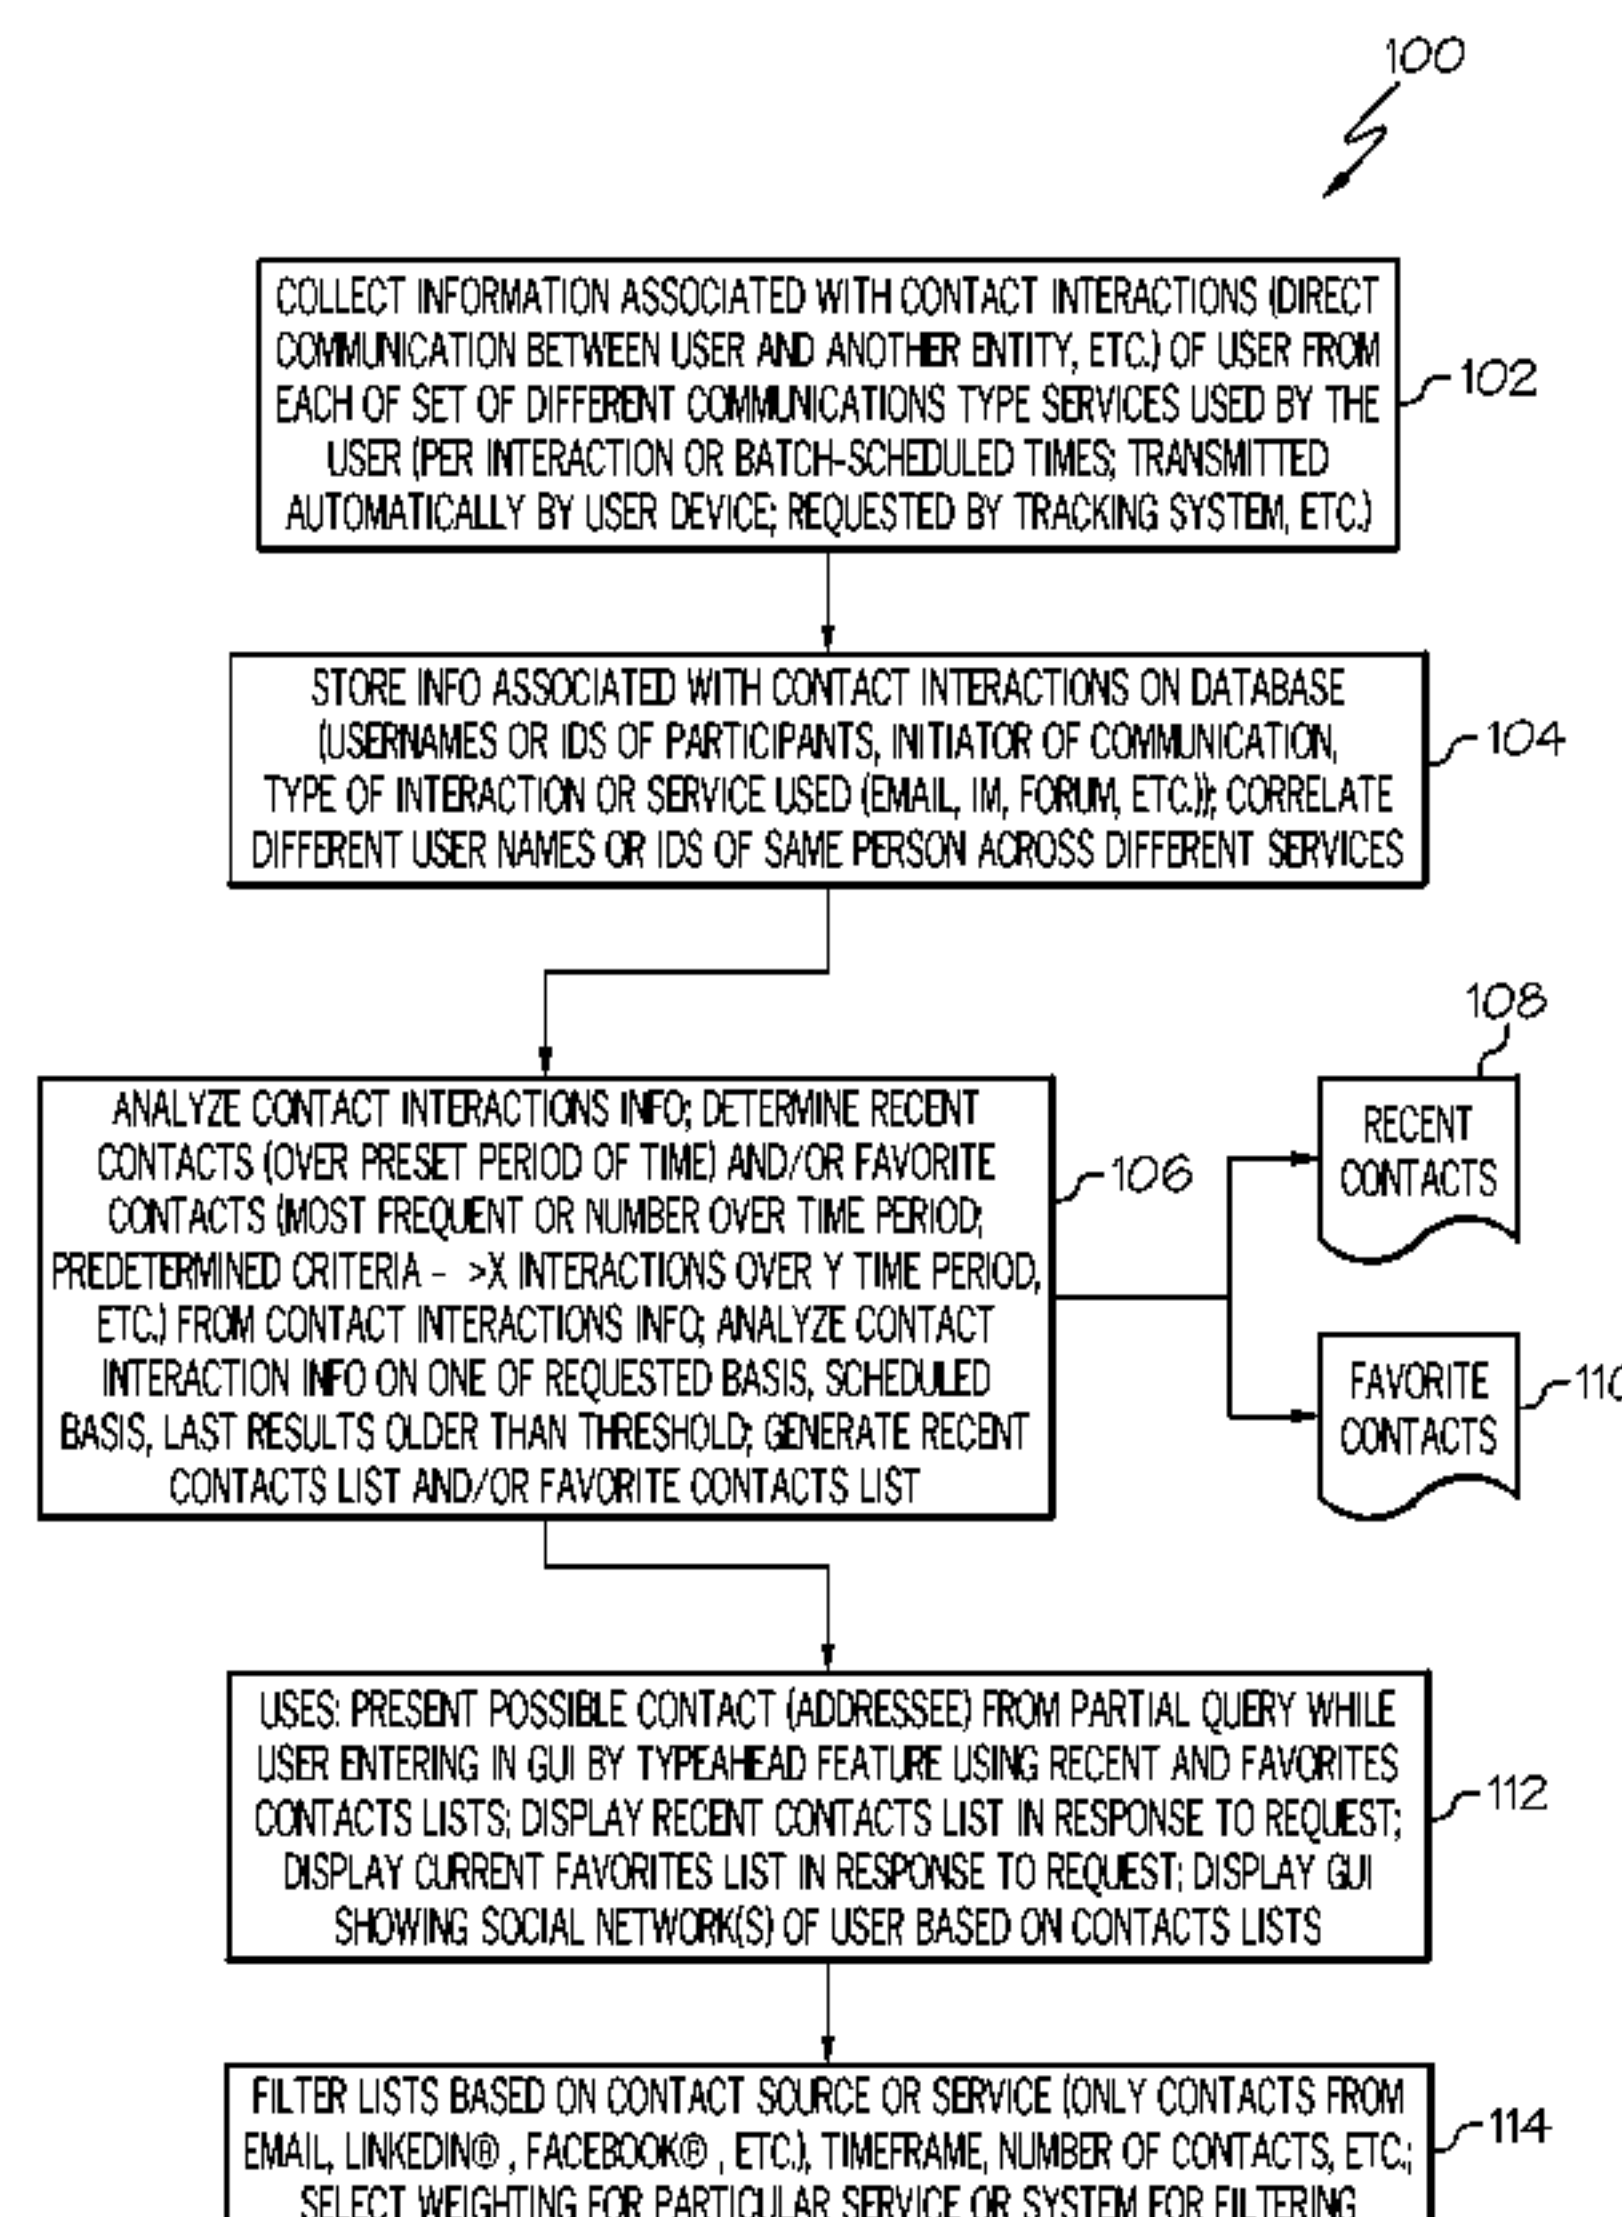 100
COLLECT INFORMATION ASSOCIATED WITH CONTACT INTERACTIONS (DIRECT
COMMUNICATION BETWEEN USER AND ANOTHER ENTITY, ETC.) OF USER FROM
EACH OF SET OF DIFFERENT COMMUNICATIONS TYPE SERVICES USED BY THE
USER (PER INTERACTION OR BATCH-SCHEDULED TIMES; TRANSMITTED
AUTOMATICALLY BY USER DEVICE; REQUESTED BY TRACKING SYSTEM, ETC.)
102
STORE INFO ASSOCIATED WITH CONTACT INTERACTIONS ON DATABASE
(USERNAMES OR IDS OF PARTICIPANTS, INITIATOR OF COMMUNICATION,
TYPE OF INTERACTION OR SERVICE USED (EMAIL, IM, FORUM, ETC.)); CORRELATE
DIFFERENT USER NAMES OR IDS OF SAME PERSON ACROSS DIFFERENT SERVICES
104
ANALYZE CONTACT INTERACTIONS INFO; DETERMINE RECENT
CONTACTS (OVER PRESET PERIOD OF TIME) AND/OR FAVORITE
CONTACTS (MOST FREQUENT OR NUMBER OVER TIME PERIOD;
PREDETERMINED CRITERIA - >X INTERACTIONS OVER Y TIME PERIOD,
ETC.) FROM CONTACT INTERACTIONS INFO; ANALYZE CONTACT
INTERACTION INFO ON ONE OF REQUESTED BASIS, SCHEDULED
BASIS, LAST RESULTS OLDER THAN THRESHOLD; GENERATE RECENT
CONTACTS LIST AND/OR FAVORITE CONTACTS LIST
106
108
RECENT
CONTACTS
FAVORITE
CONTACTS
110
USES: PRESENT POSSIBLE CONTACT (ADDRESSEE) FROM PARTIAL QUERY WHILE
USER ENTERING IN GUI BY TYPEAHEAD FEATURE USING RECENT AND FAVORITES
CONTACTS LISTS; DISPLAY RECENT CONTACTS LIST IN RESPONSE TO REQUEST;
DISPLAY CURRENT FAVORITES LIST IN RESPONSE TO REQUEST; DISPLAY GUI
SHOWING SOCIAL NETWORK(S) OF USER BASED ON CONTACTS LISTS
112
FILTER LISTS BASED ON CONTACT SOURCE OR SERVICE (ONLY CONTACTS FROM
EMAIL, LINKEDIN®, FACEBOOK®, ETC.), TIMEFRAME, NUMBER OF CONTACTS, ETC.;
SELECT WEIGHTING FOR PARTICULAR SERVICE OR SYSTEM FOR FILTERING
114